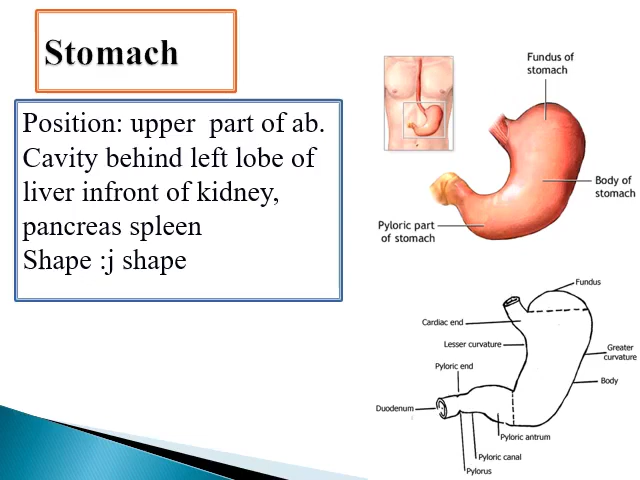 Stomach
Position: upper  part of ab.
Cavity behind left lobe of
liver infront of kidney,
pancreas spleen
Shape :j shape
Fundus of
stomach
Body of
stomach
Pyloric part
of stomach
Fundus
Cardiac end
Lesser curvature
Greater
curvature
Pyloric end
Body
Duodenum
Pyloric antrum
Pyloric canal
Pylorus